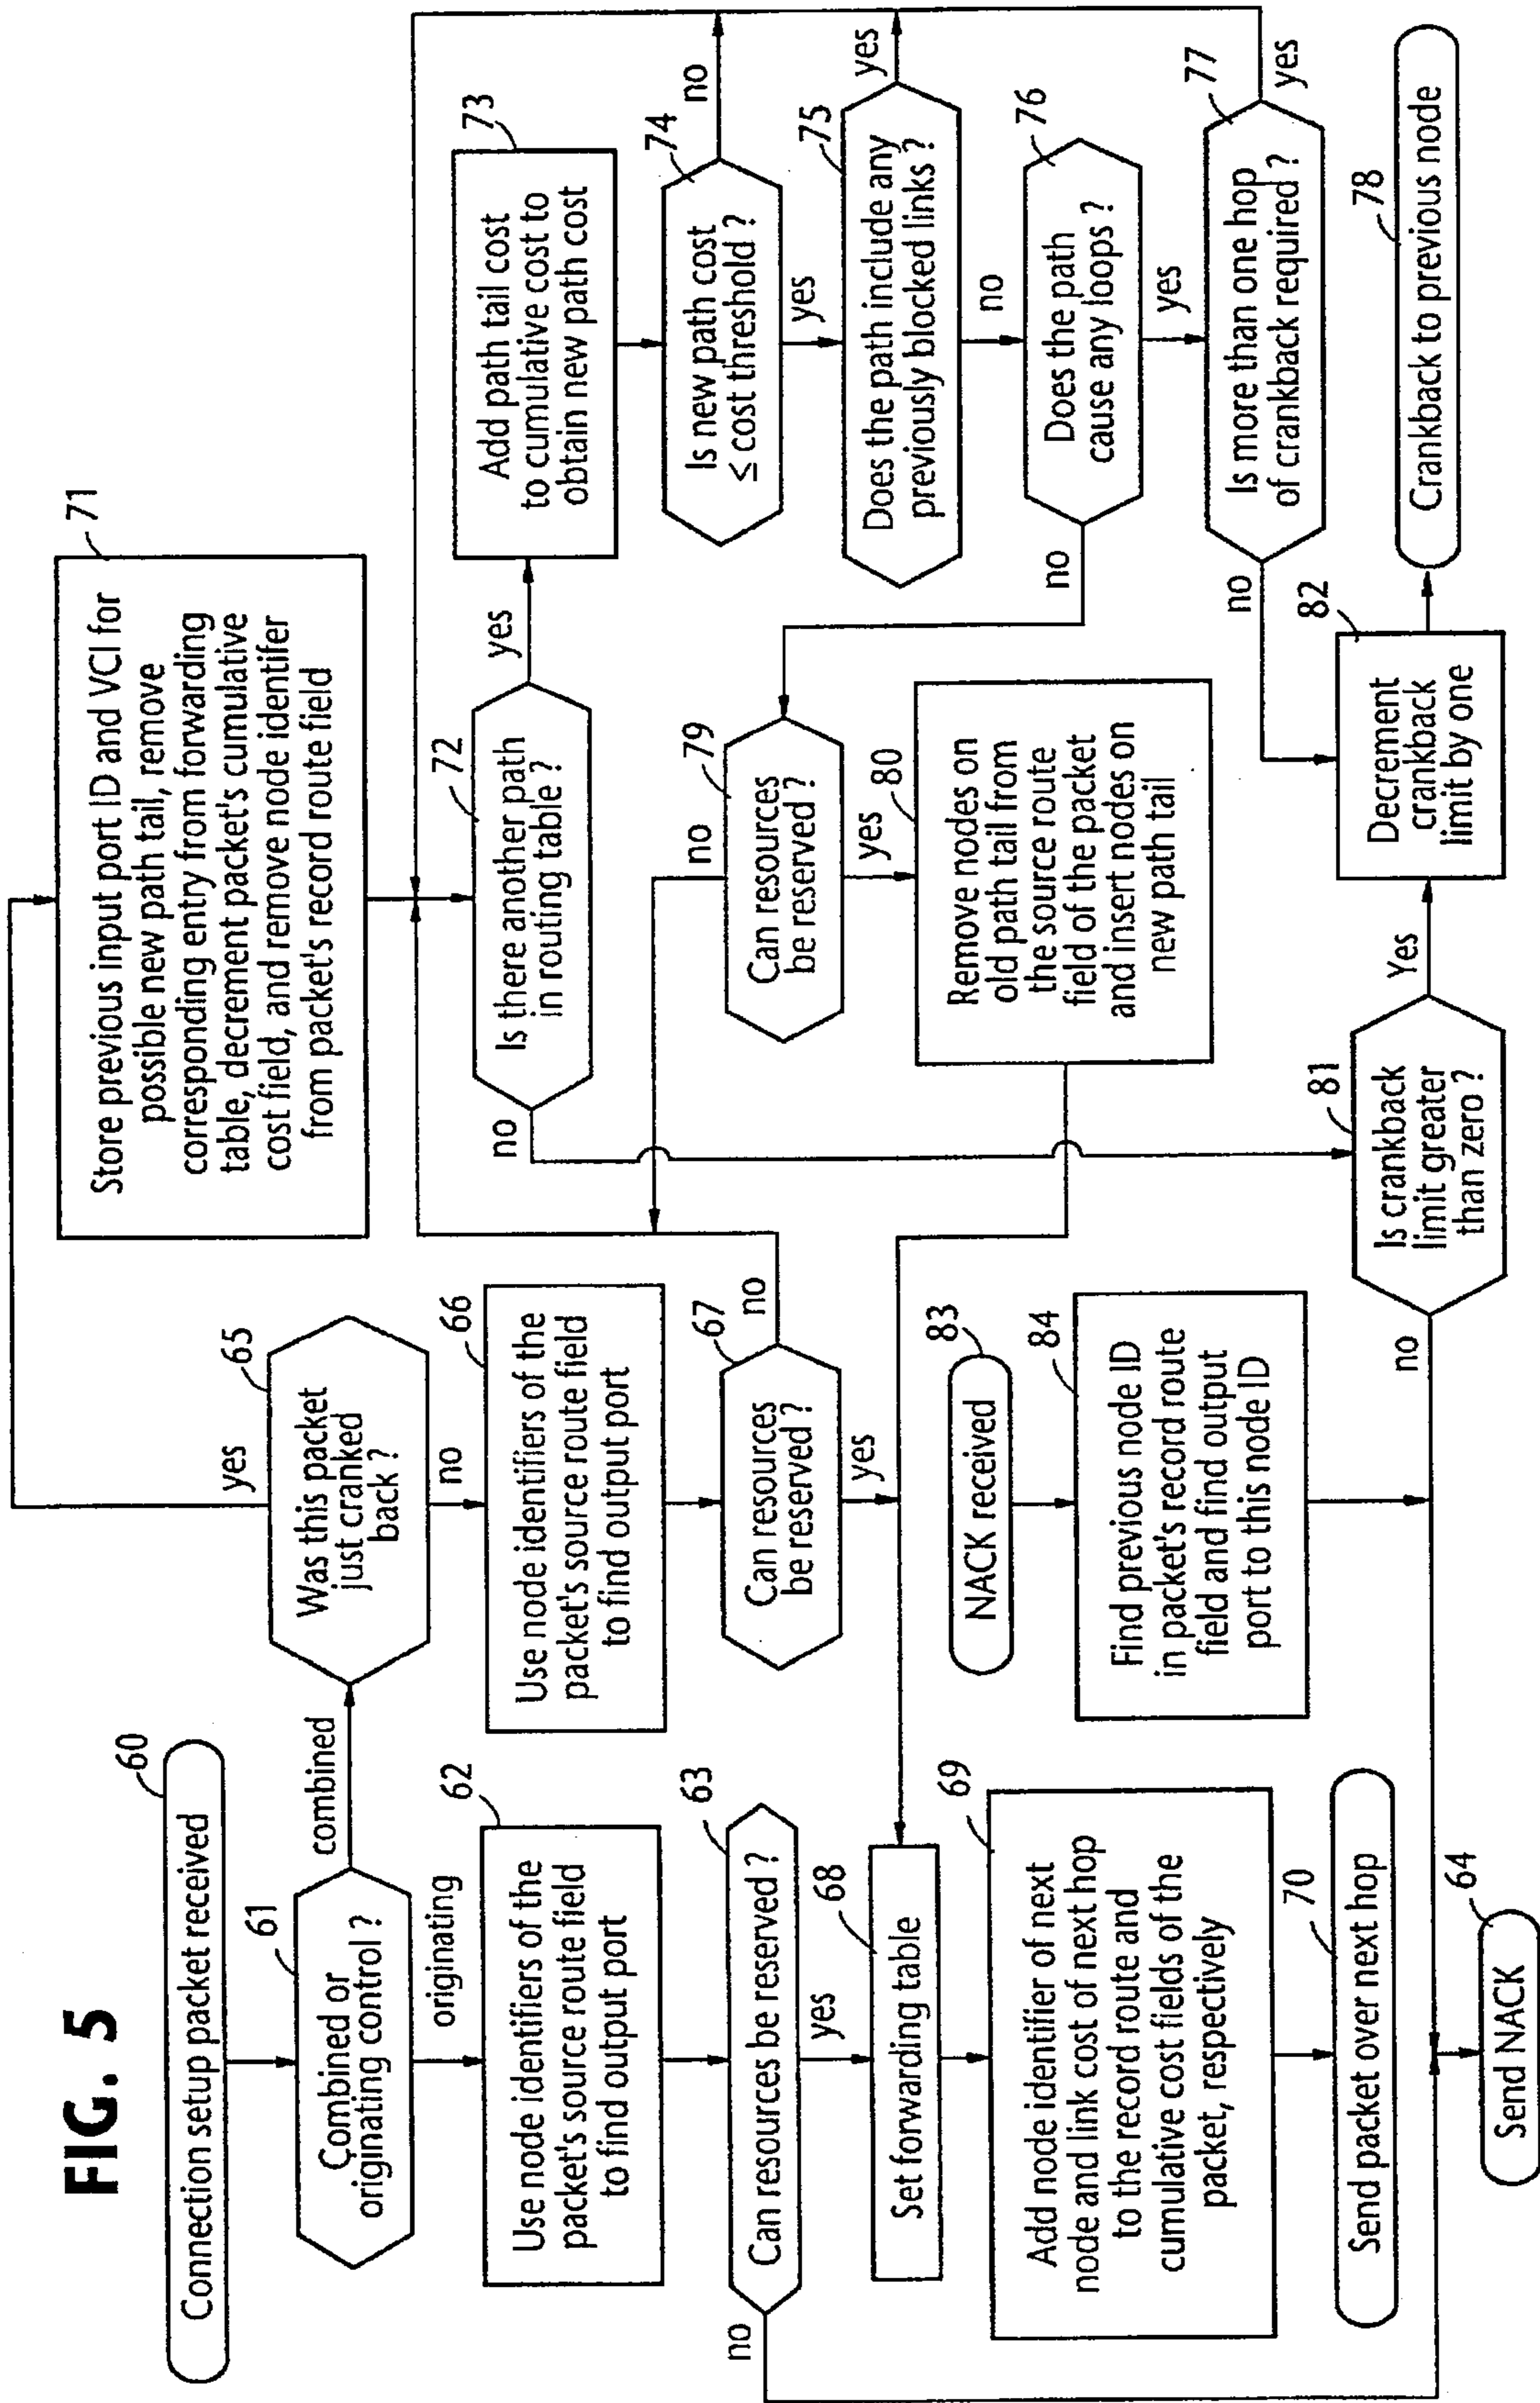 FIG. 5
60
Connection setup packet received
61
Combined or
originating control ?
combined
originating
62
Use node identifiers of the
packet's source route field
to find output port
63
Can resources be reserved ?
no
yes
68
Set forwarding table
69
Add node identifier of next
node and link cost of next hop
to the record route and
cumulative cost fields of the
packet, respectively
70
Send packet over next hop
64
Send NACK
65
Was this packet
just cranked
back ?
yes
no
66
Use node identifiers of the
packet's source route field
to find output port
67
Can resources
be reserved ?
no
yes
83
NACK received
84
Find previous node ID
in packet's record route
field and find output
port to this node ID
71
Store previous input port ID and VCI for
possible new path tail, remove
corresponding entry from forwarding
table, decrement packet's cumulative
cost field, and remove node identifer
from packet's record route field
72
Is there another path
in routing table ?
yes
no
73
Add path tail cost
to cumulative cost to
obtain new path cost
74
Is new path cost
≤ cost threshold ?
no
yes
75
Does the path include any
previously blocked links ?
yes
no
76
Does the path
cause any loops ?
no
yes
77
Is more than one hop
of crankback required ?
yes
no
79
Can resources
be reserved ?
no
yes
80
Remove nodes on
old path tail from
the source route
field of the packet
and insert nodes on
new path tail
81
Is crankback
limit greater
than zero ?
no
Yes
82
Decrement
crankback
limit by one
78
Crankback to previous node